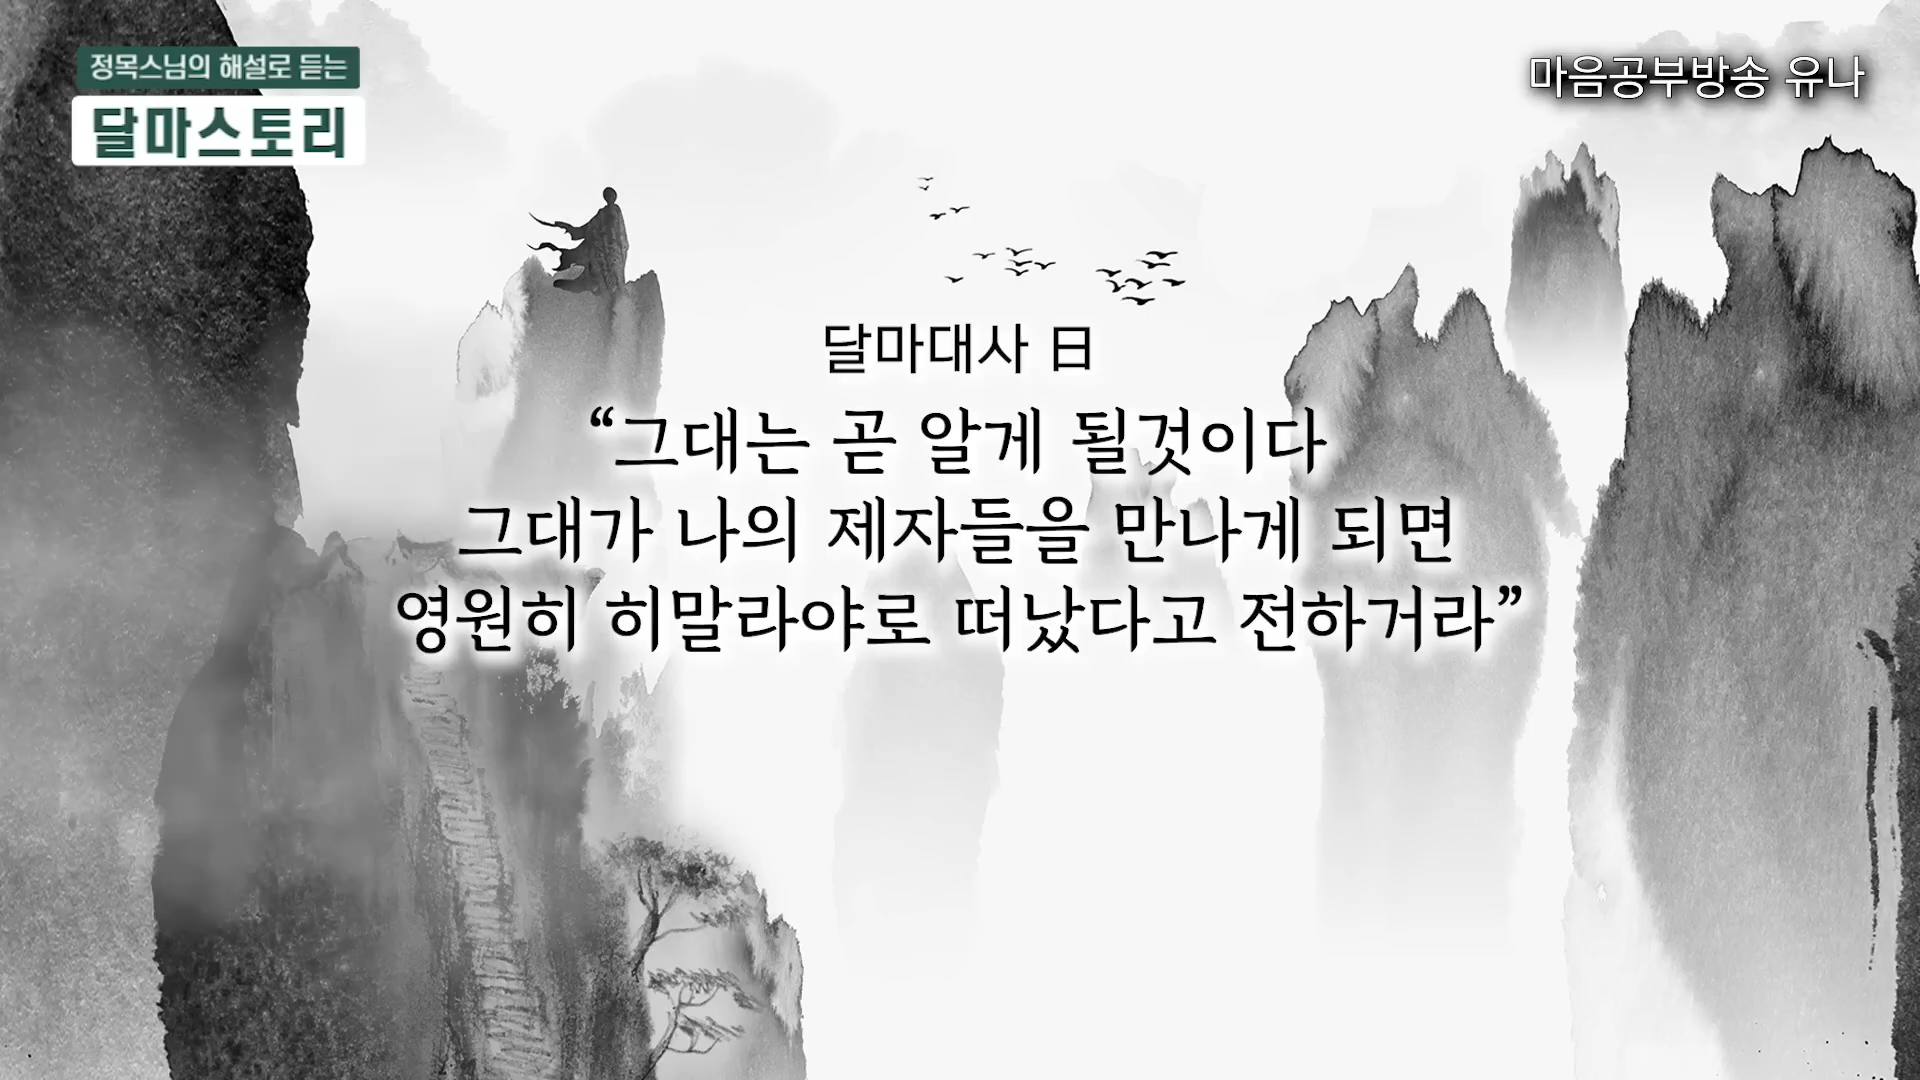 정목스님의 해설로 듣는
달마스토리
마음공부방송 유나
달마대사 日
“그대는 곧 알게 될것이다
그대가 나의 제자들을 만나게 되면
영원히 히말라야로 떠났다고 전하거라”